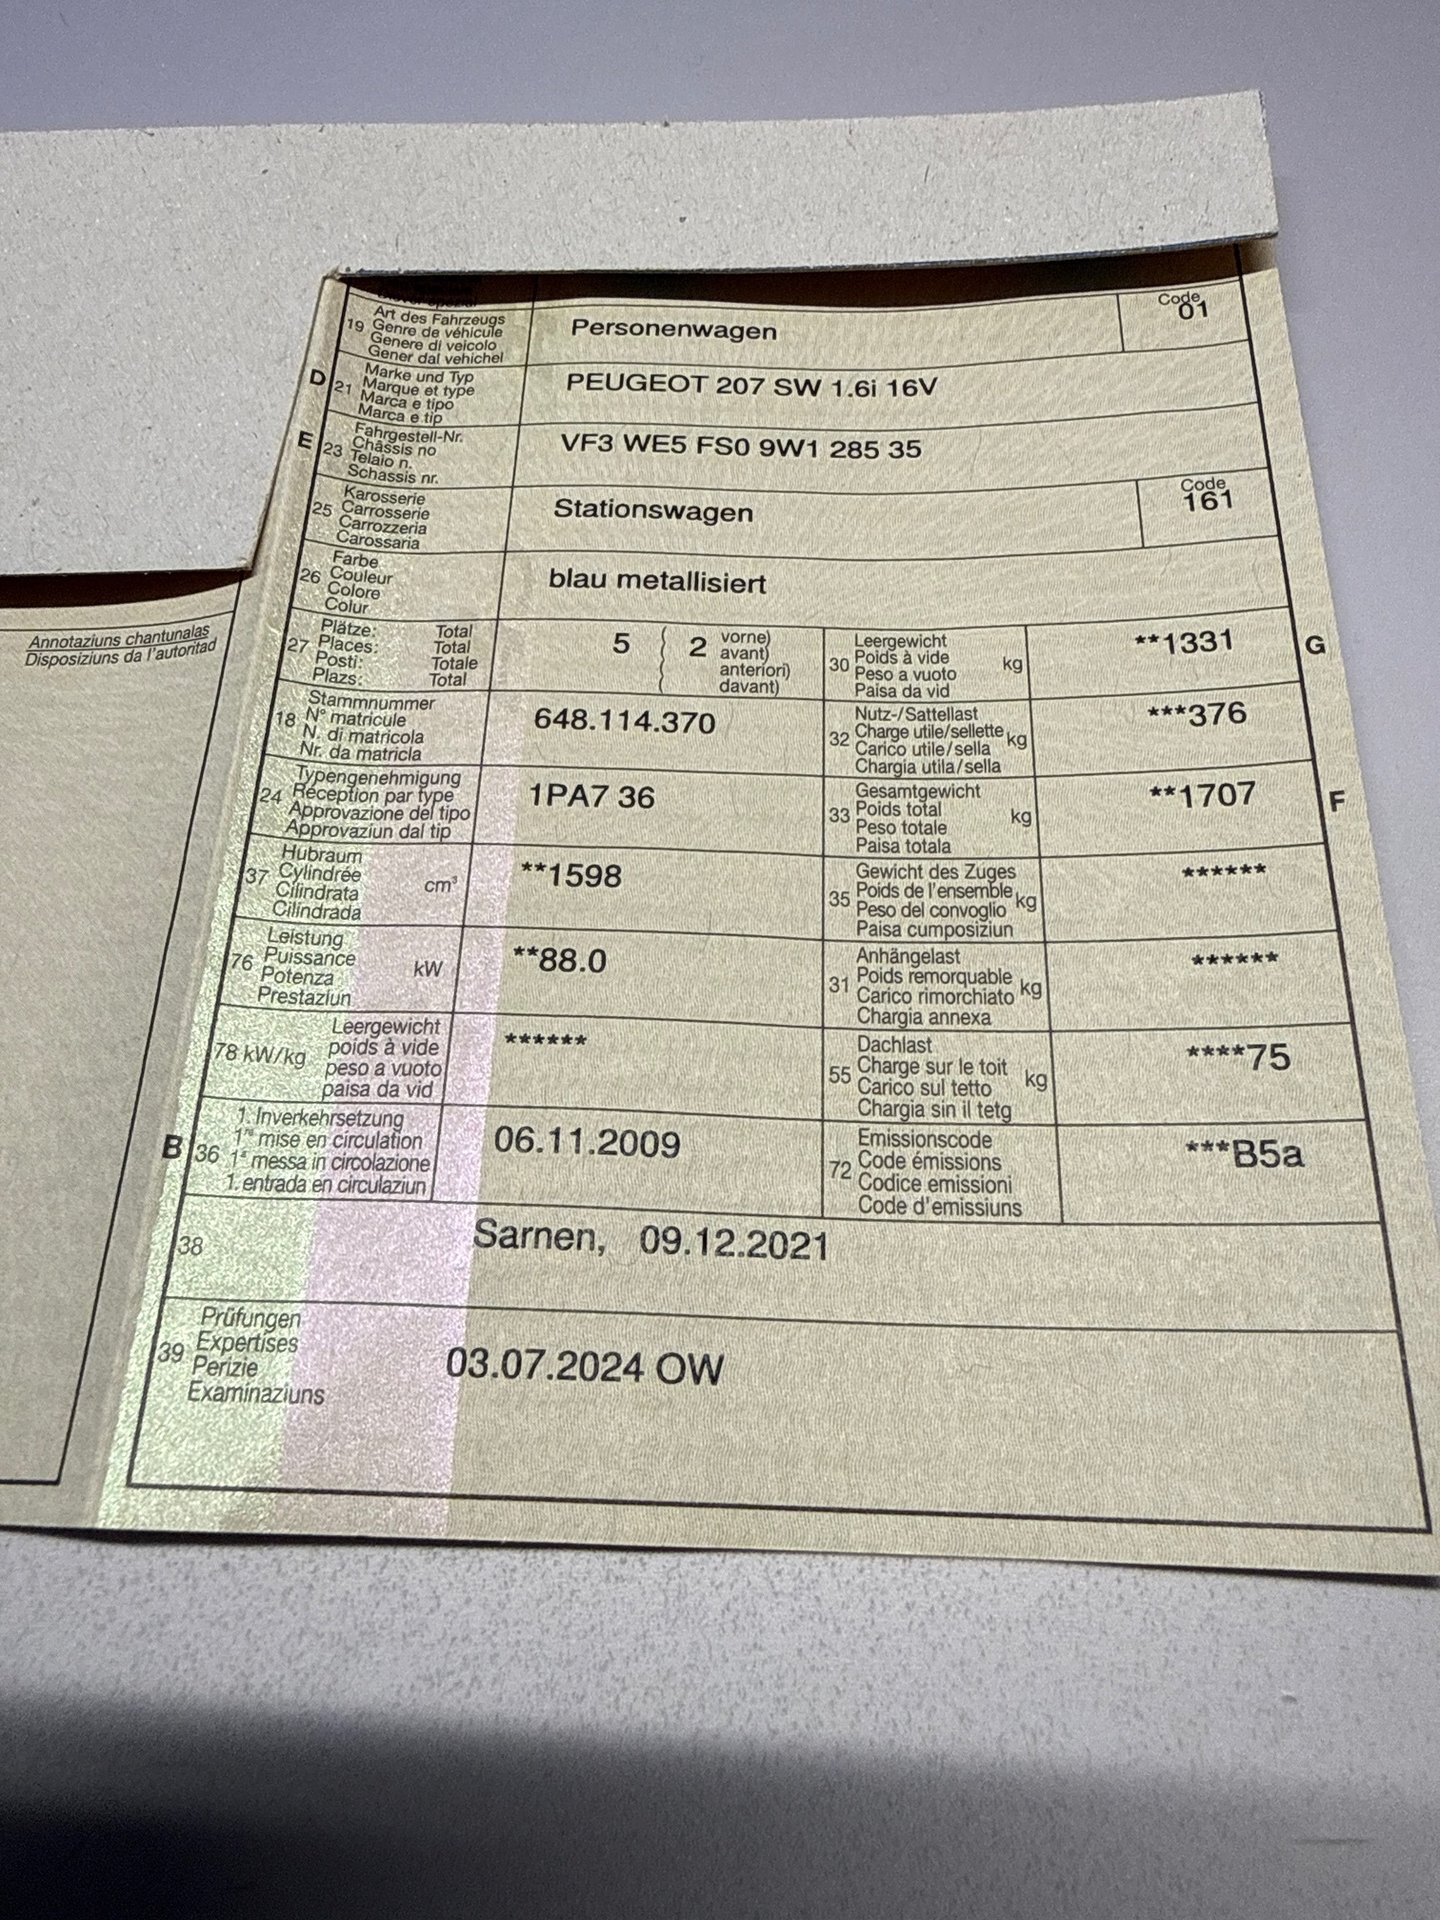 Annotaziuns chantunalas
Disposiziuns da l'autoritad
19 Art des Fahrzeugs
Genre de véhicule
Genere di veicolo
Gener dal vehichel
Personenwagen
Code
01
D
21 Marke und Typ
Marque et type
Marca e tipo
Marca e tip
PEUGEOT 207 SW 1.6i 16V
E
23 Fahrgestell-Nr.
Châssis no
Telaio n.
Schassis nr.
VF3 WE5 FS0 9W1 285 35
25 Karosserie
Carrosserie
Carrozzeria
Carossaria
Stationswagen
Code
161
26 Farbe
Couleur
Colore
Colur
blau metallisiert
27 Plätze: Total
Places: Total
Posti: Totale
Plazs: Total
5 ( 2 vorne)
( avant)
( anteriori)
( davant)
30 Leergewicht
Poids à vide kg
Peso a vuoto
Paisa da vid
**1331
G
18 Stammnummer
N° matricule
N. di matricola
Nr. da matricla
648.114.370
32 Nutz-/Sattellast
Charge utile/sellette kg
Carico utile/sella
Chargia utila/sella
***376
24 Typengenehmigung
Réception par type
Approvazione del tipo
Approvaziun dal tip
1PA7 36
33 Gesamtgewicht
Poids total kg
Peso totale
Paisa totala
**1707
F
37 Hubraum
Cylindrée cm³
Cilindrata
Cilindrada
**1598
35 Gewicht des Zuges
Poids de l'ensemble kg
Peso del convoglio
Paisa cumposiziun
******
76 Leistung
Puissance kW
Potenza
Prestaziun
**88.0
31 Anhängelast
Poids remorquable kg
Carico rimorchiato
Chargia annexa
******
78 kW/kg Leergewicht
poids à vide
peso a vuoto
paisa da vid
******
55 Dachlast
Charge sur le toit kg
Carico sul tetto
Chargia sin il tetg
****75
B
36 1. Inverkehrsetzung
1re mise en circulation
1a messa in circolazione
1. entrada en circulaziun
06.11.2009
72 Emissionscode
Code émissions
Codice emissioni
Code d'emissiuns
***B5a
38 Sarnen, 09.12.2021
39 Prüfungen
Expertises
Perizie
Examinaziuns
03.07.2024 OW